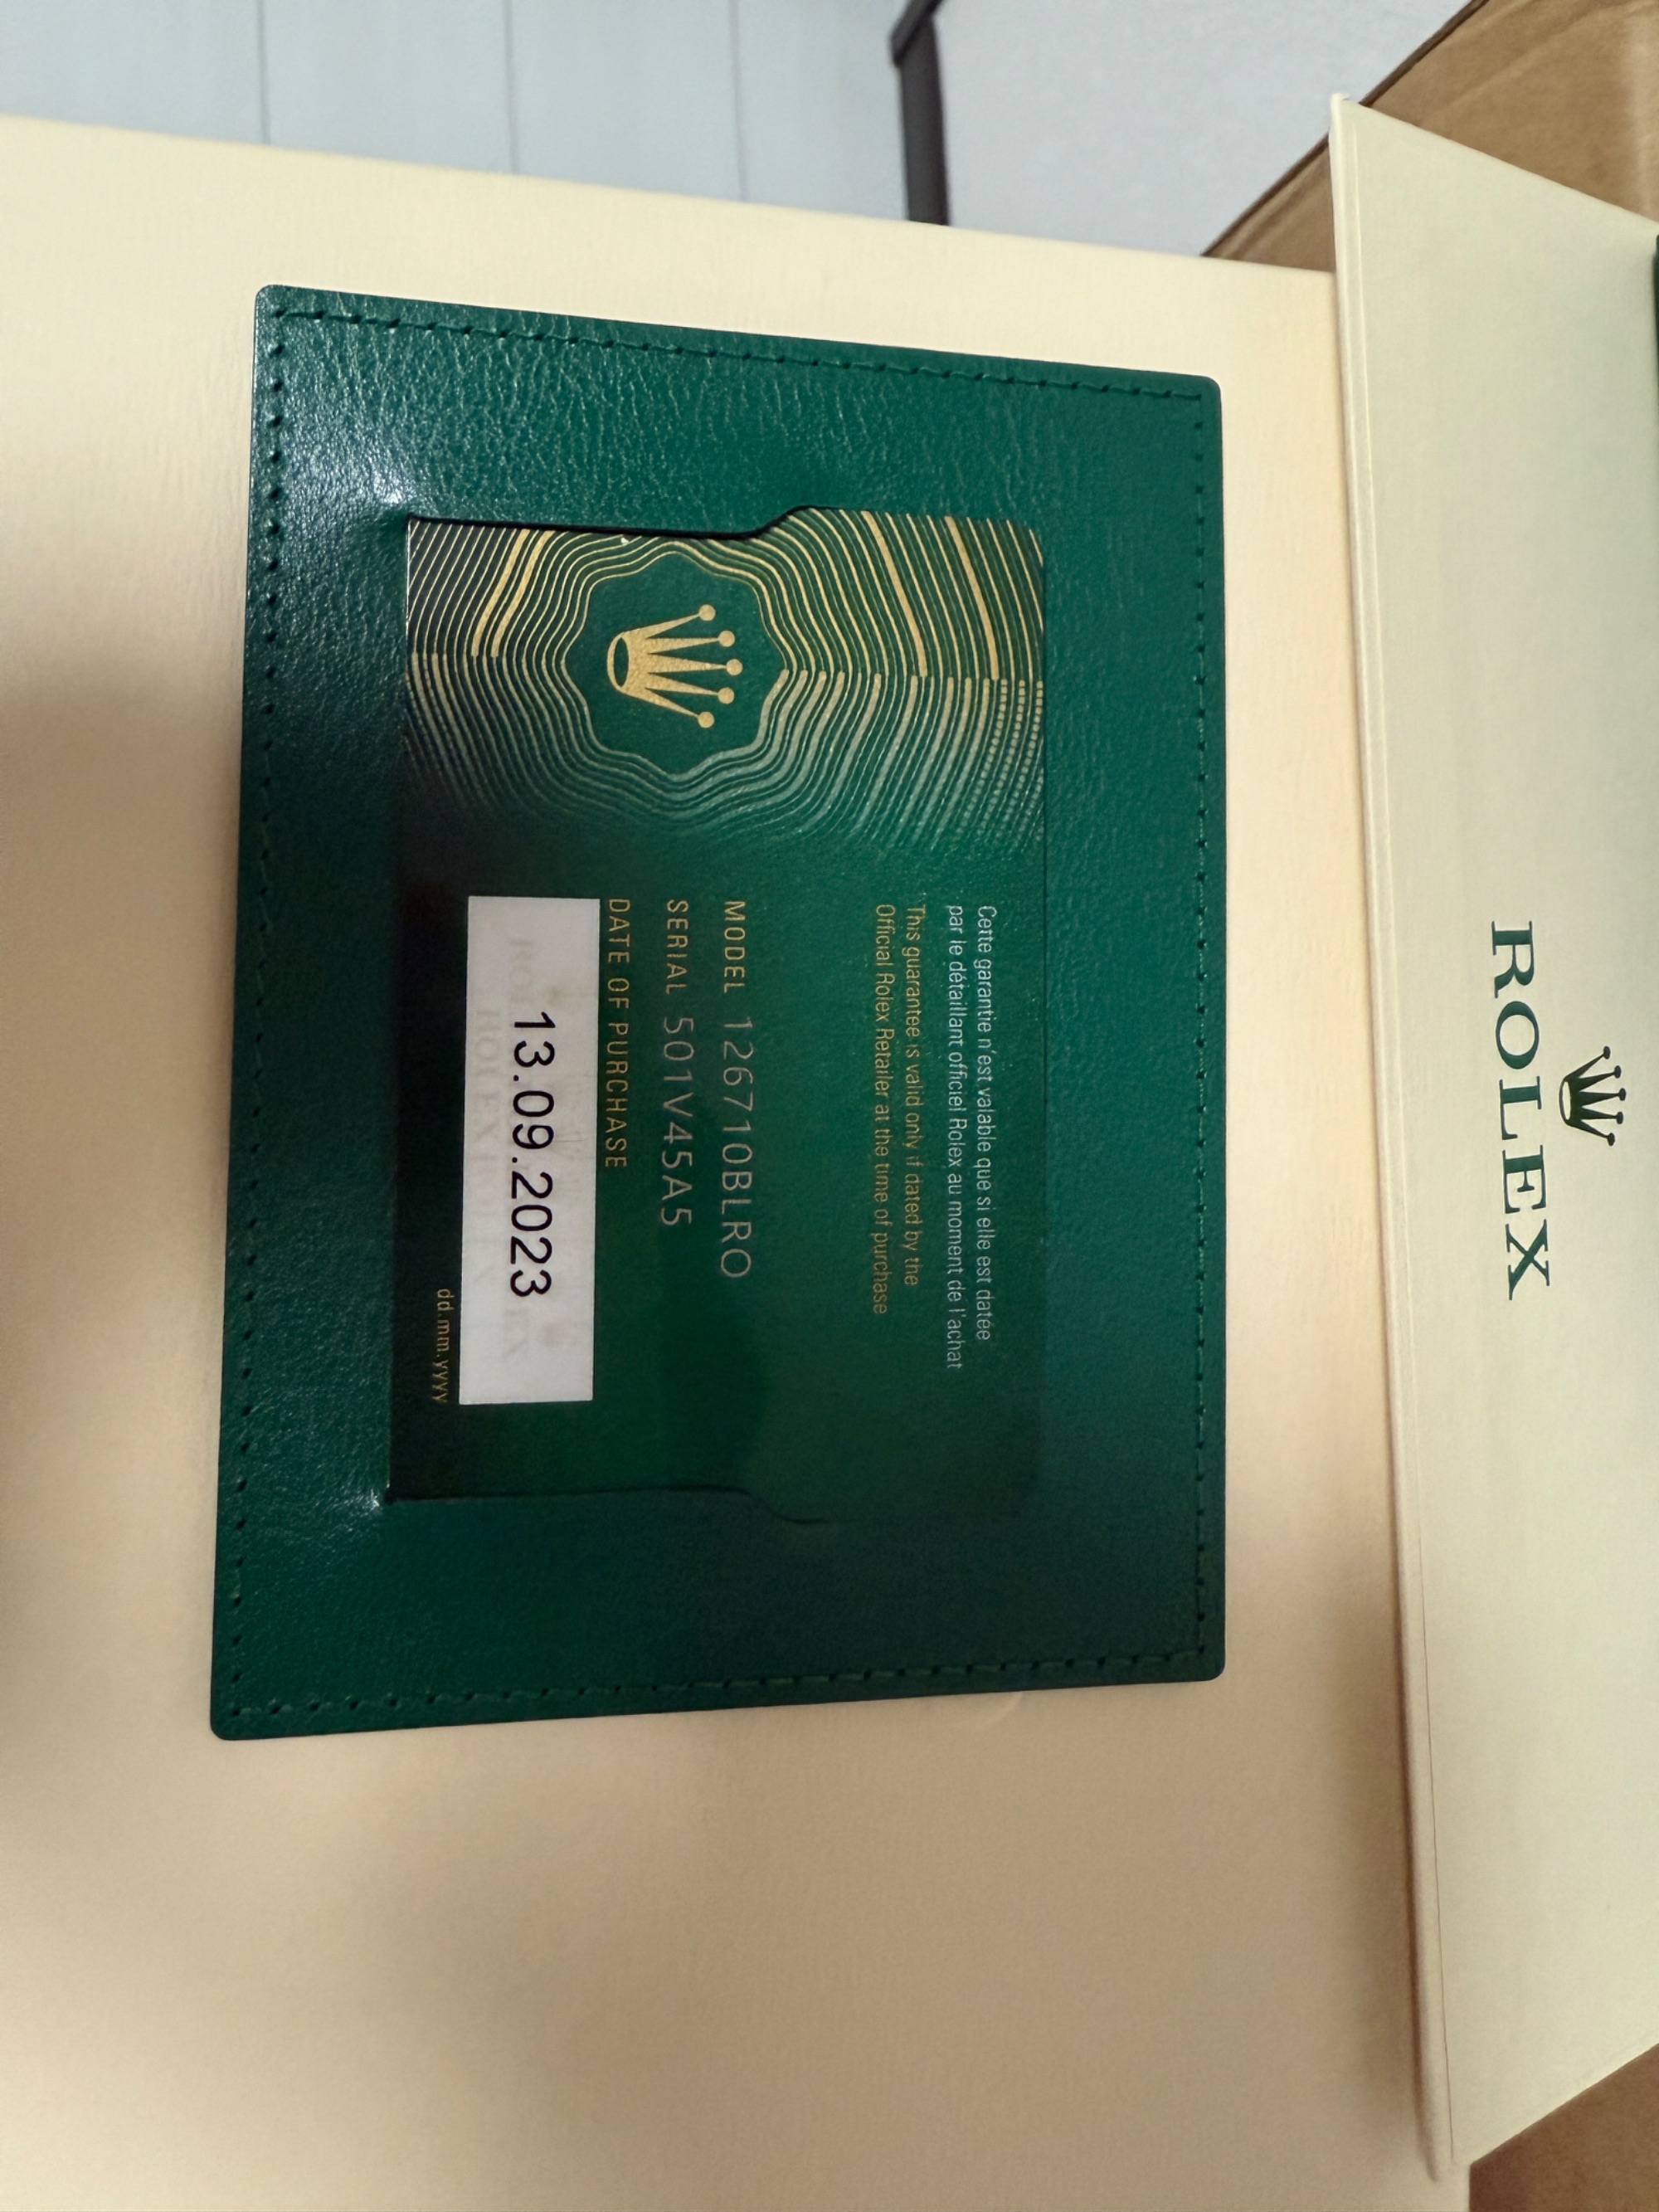 ROLEX
Cette garantie n'est valable que si elle est datée
par le détaillant officiel Rolex au moment de l'achat
This guarantee is valid only if dated by the
Official Rolex Retailer at the time of purchase
MODEL 126710BLRO
SERIAL 501V45A5
DATE OF PURCHASE
13.09.2023
dd.mm.yyyy